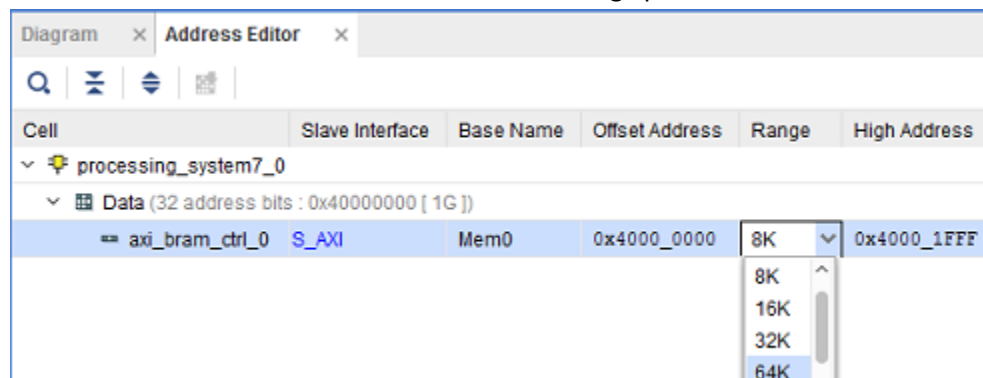 Diagram × Address Editor ×
Cell Slave Interface Base Name Offset Address Range High Address
processing_system7_0
Data (32 address bits : 0x40000000 [ 1G ])
axi_bram_ctrl_0 S_AXI Mem0 0x4000_0000 8K 0x4000_1FFF
8K
16K
32K
64K